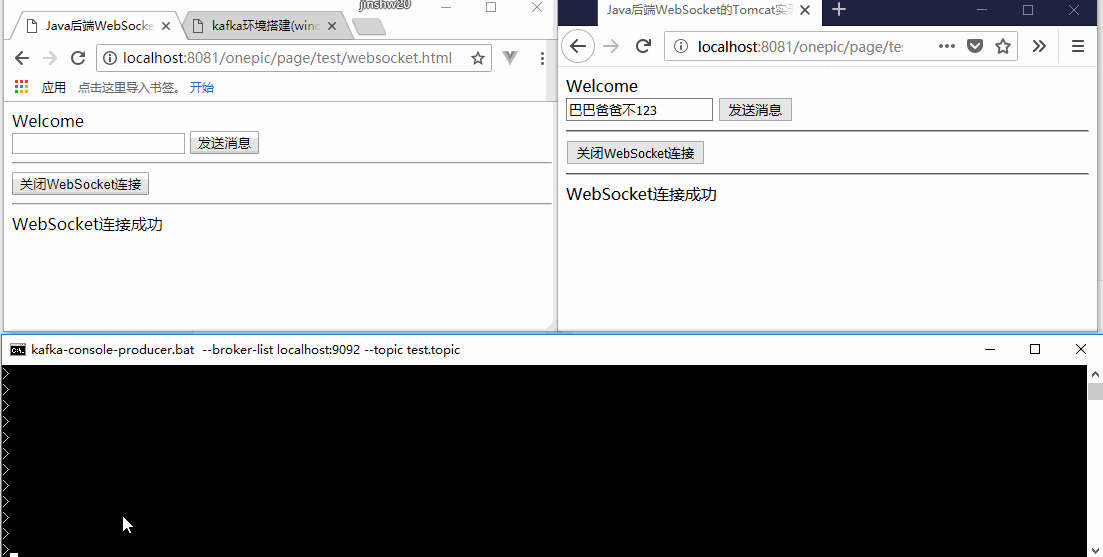 jinshw20
Java后端WebSocke
kafka环境搭建(winc
localhost:8081/onepic/page/test/websocket.html
应用 点击这里导入书签。 开始
Welcome
发送消息
关闭WebSocket连接
WebSocket连接成功
Java后端WebSocket的Tomcat实现
localhost:8081/onepic/page/tes
Welcome
巴巴爸爸不123 发送消息
关闭WebSocket连接
WebSocket连接成功
kafka-console-producer.bat --broker-list localhost:9092 --topic test.topic
>
>
>
>
>
>
>
>
>
>
>
>